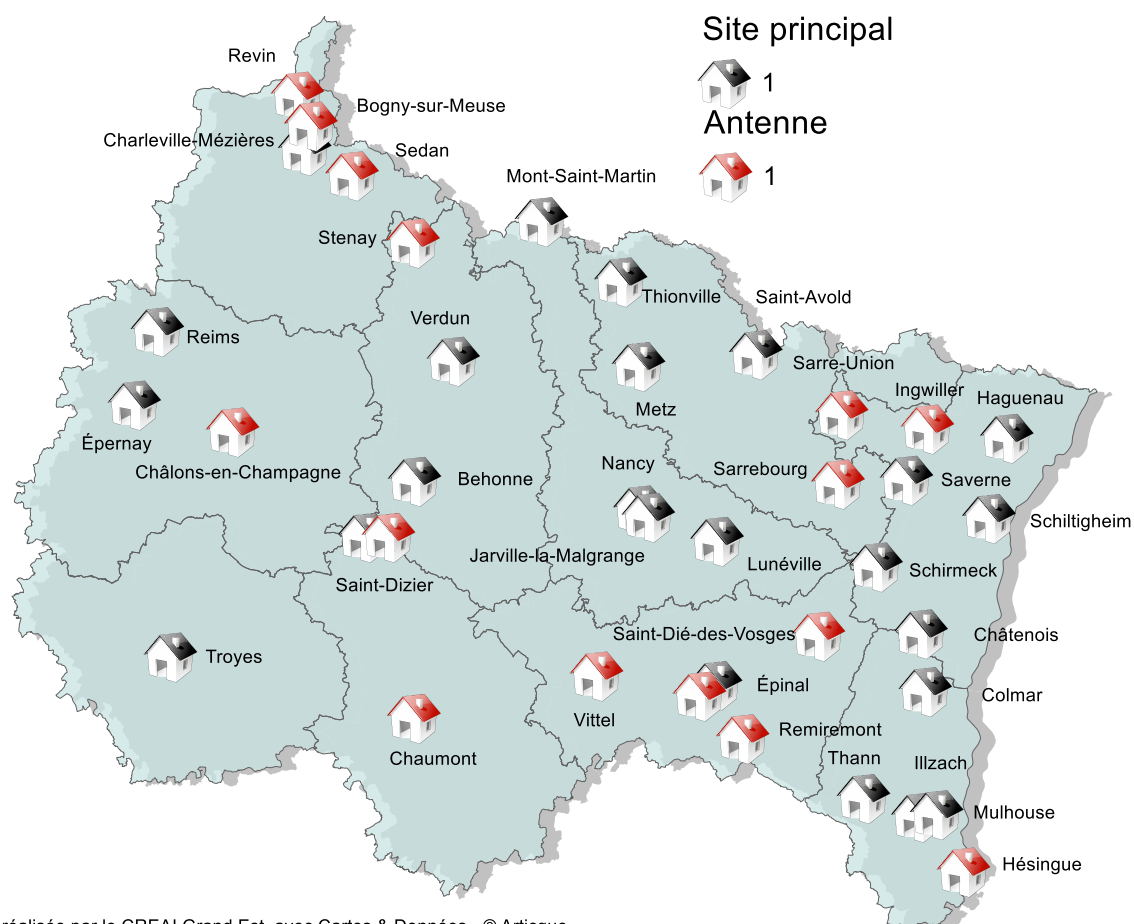 Site principal
1
Antenne
1
Revin
Bogny-sur-Meuse
Charleville-Mézières
Sedan
Mont-Saint-Martin
Stenay
Thionville
Saint-Avold
Verdun
Reims
Sarre-Union
Ingwiller
Haguenau
Metz
Épernay
Châlons-en-Champagne
Nancy
Sarrebourg
Behonne
Saverne
Schiltigheim
Jarville-la-Malgrange
Lunéville
Schirmeck
Saint-Dizier
Saint-Dié-des-Vosges
Châtenois
Troyes
Épinal
Colmar
Vittel
Remiremont
Chaumont
Thann
Illzach
Mulhouse
Hésingue
réalisée par le CREAI Grand Est, avec Cartes & Données - © Articque